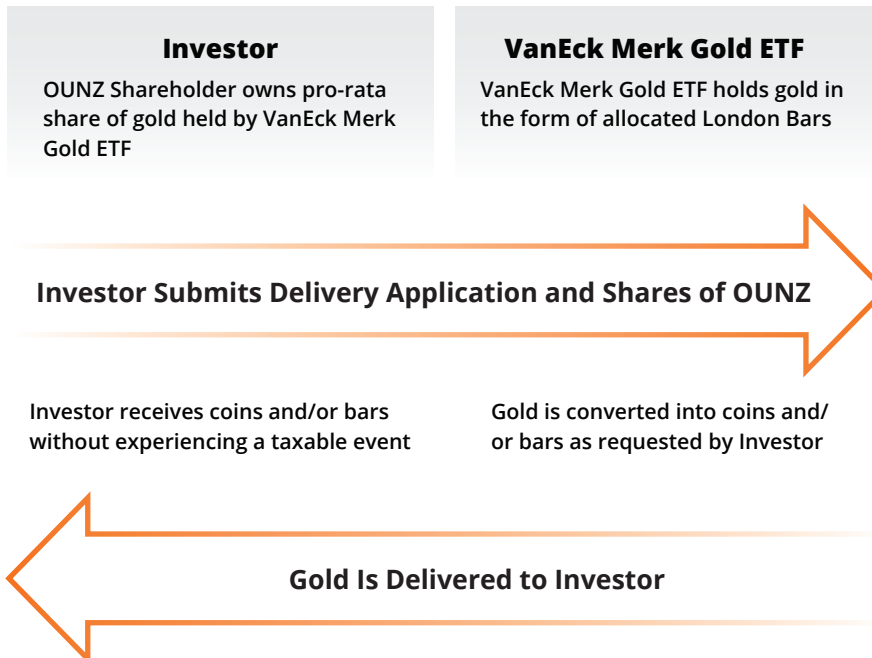 Investor
OUNZ Shareholder owns pro-rata
share of gold held by VanEck Merk
Gold ETF
VanEck Merk Gold ETF
VanEck Merk Gold ETF holds gold in
the form of allocated London Bars
Investor Submits Delivery Application and Shares of OUNZ
Investor receives coins and/or bars
without experiencing a taxable event
Gold is converted into coins and/
or bars as requested by Investor
Gold Is Delivered to Investor